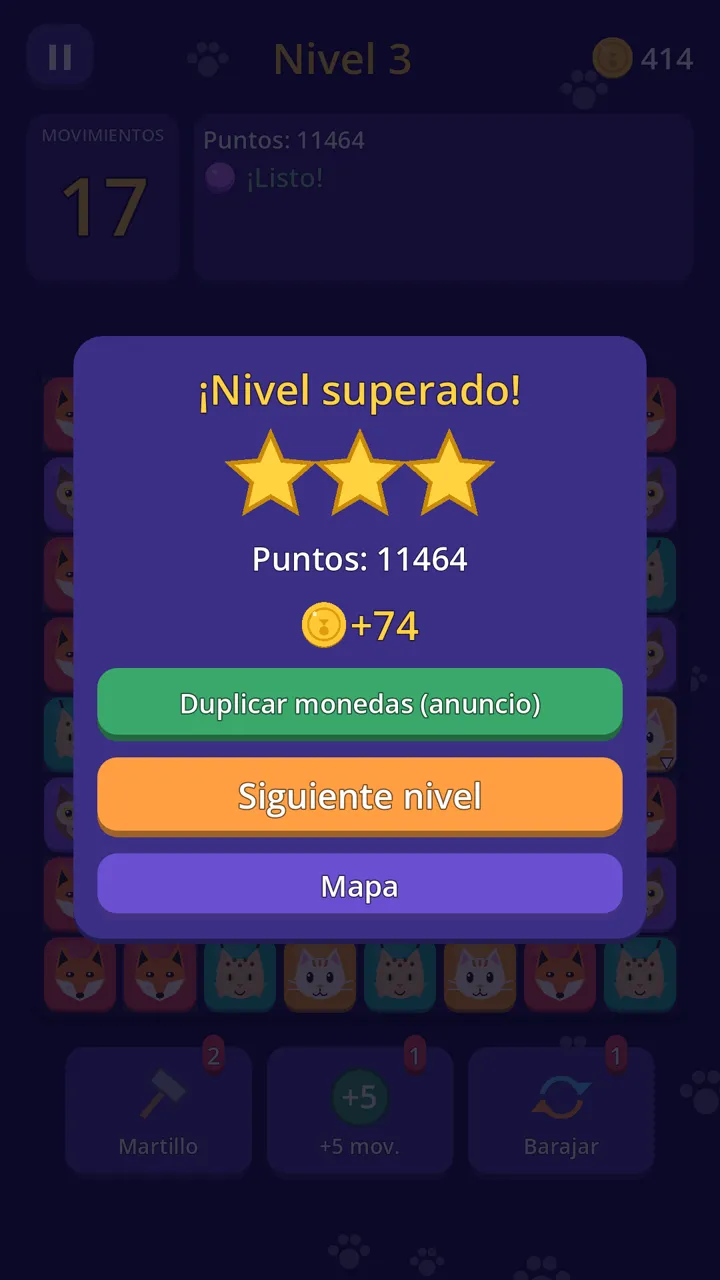 Nivel 3
414
MOVIMIENTOS
17
Puntos: 11464
¡Listo!
¡Nivel superado!
Puntos: 11464
+74
Duplicar monedas (anuncio)
Siguiente nivel
Mapa
2
1
1
+5
Martillo
+5 mov.
Barajar